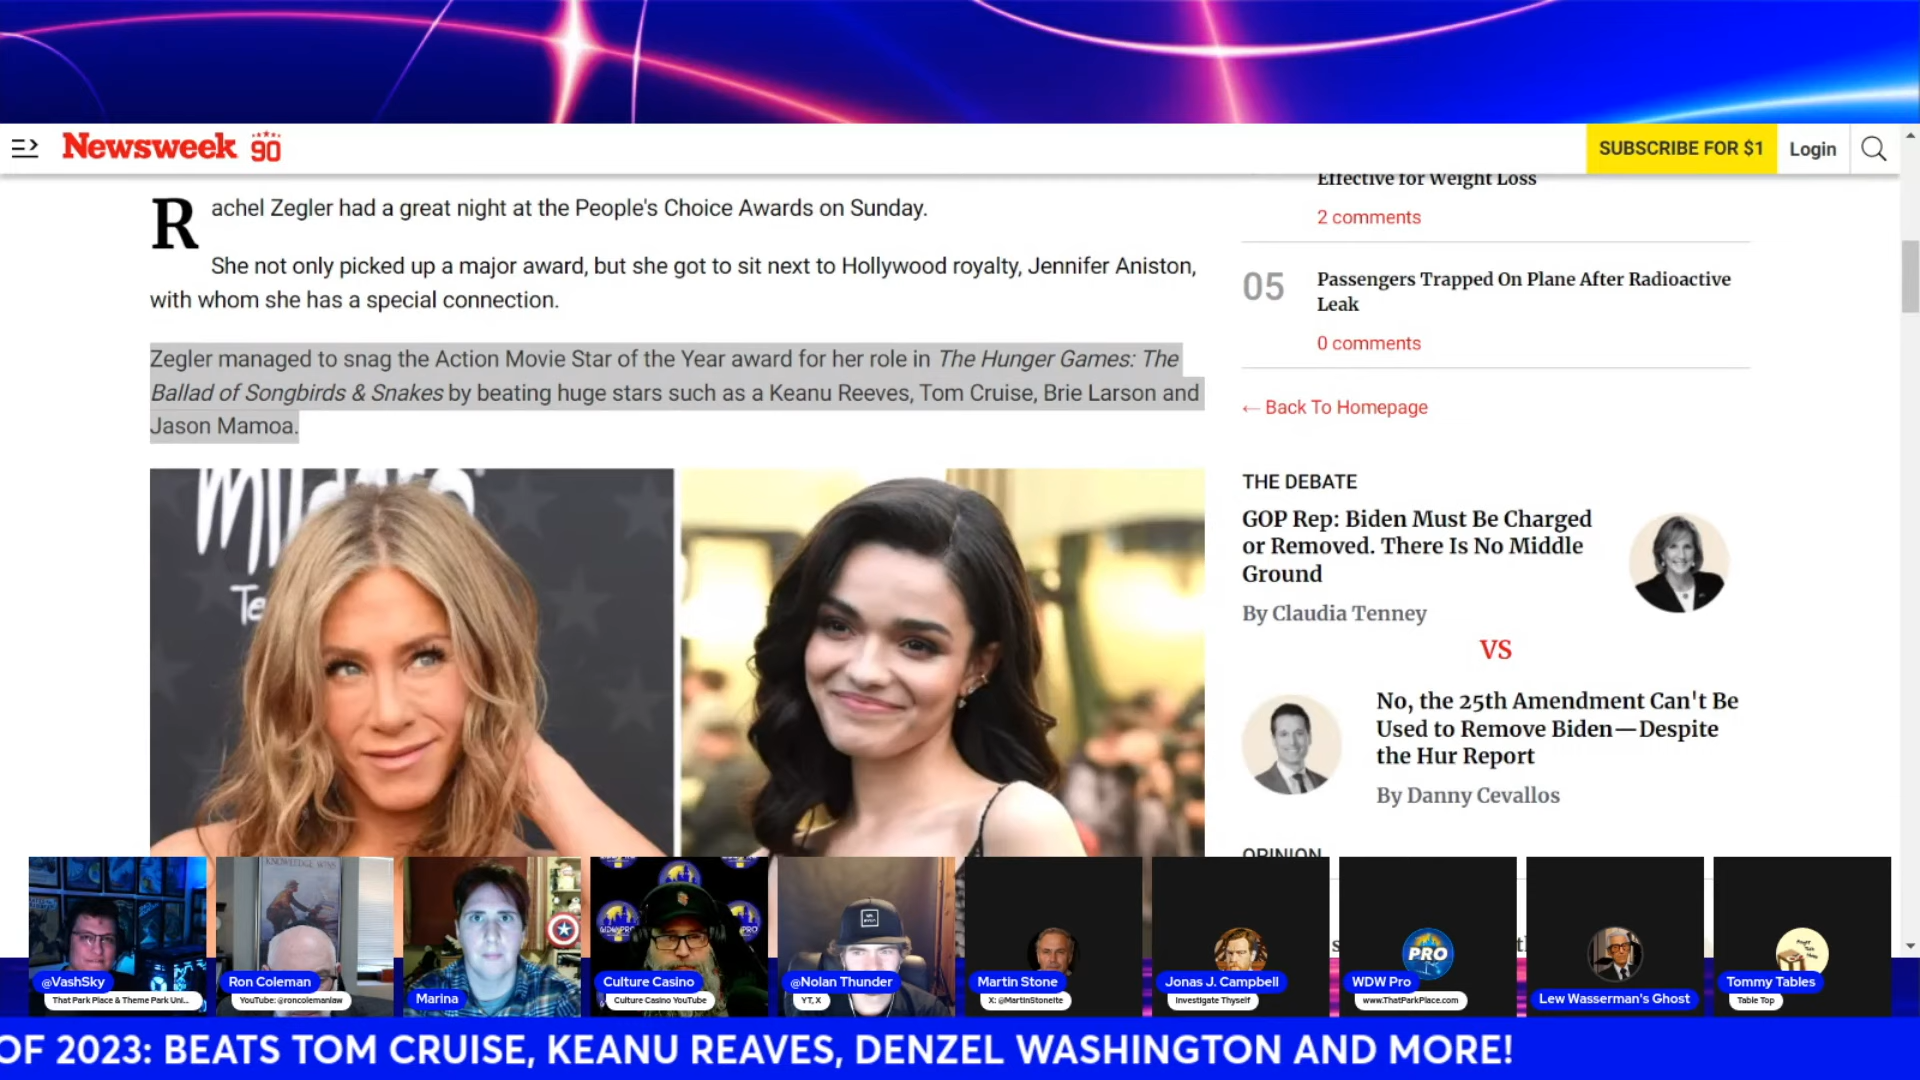 Newsweek 90
SUBSCRIBE FOR $1
Login
Rachel Zegler had a great night at the People's Choice Awards on Sunday.
She not only picked up a major award, but she got to sit next to Hollywood royalty, Jennifer Aniston,
with whom she has a special connection.
Zegler managed to snag the Action Movie Star of the Year award for her role in The Hunger Games: The
Ballad of Songbirds & Snakes by beating huge stars such as a Keanu Reeves, Tom Cruise, Brie Larson and
Jason Mamoa.
Effective for Weight Loss
2 comments
05
Passengers Trapped On Plane After Radioactive
Leak
0 comments
← Back To Homepage
THE DEBATE
GOP Rep: Biden Must Be Charged
or Removed. There Is No Middle
Ground
By Claudia Tenney
VS
No, the 25th Amendment Can't Be
Used to Remove Biden—Despite
the Hur Report
By Danny Cevallos
OPINION
KNOWLEDGE WINS
@VashSky
That Park Place & Theme Park Uni...
Ron Coleman
YouTube: @roncolemanlaw
Marina
Culture Casino
Culture Casino YouTube
@Nolan Thunder
YT, X
Martin Stone
X: @MartinStoneite
Jonas J. Campbell
Investigate Thyself
PRO
WDW Pro
www.ThatParkPlace.com
Lew Wasserman's Ghost
Tommy Tables
Table Top
OF 2023: BEATS TOM CRUISE, KEANU REAVES, DENZEL WASHINGTON AND MORE!